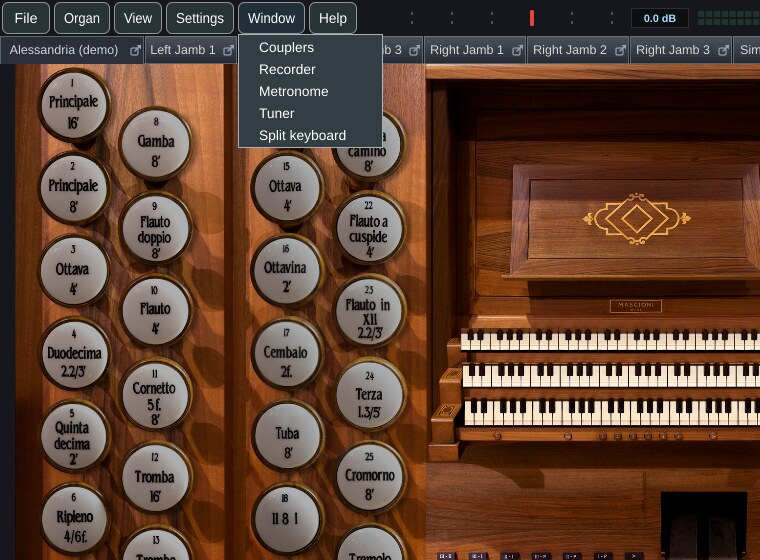 File
Organ
View
Settings
Window
Help
0.0 dB
Alessandria (demo)
Left Jamb 1
b 3
Right Jamb 1
Right Jamb 2
Right Jamb 3
Sim
Couplers
Recorder
Metronome
Tuner
Split keyboard
1
Principale
16'
2
Principale
8'
3
Ottava
4'
4
Duodecima
2.2/3'
5
Quinta
decima
2'
6
Ripieno
4/6f.
8
Gamba
8'
9
Flauto
doppio
8'
10
Flauto
4'
11
Cornetto
5 f.
8'
12
Tromba
16'
13
Tromba
15
Ottava
4'
16
Ottavina
2'
17
Cembalo
2f.
Tuba
8'
18
II 8 I
camino
8'
22
Flauto a
cuspide
4'
23
Flauto in
XII
2.2/3'
24
Terza
1.3/5'
25
Cromorno
8'
Tremolo
MASCIONI